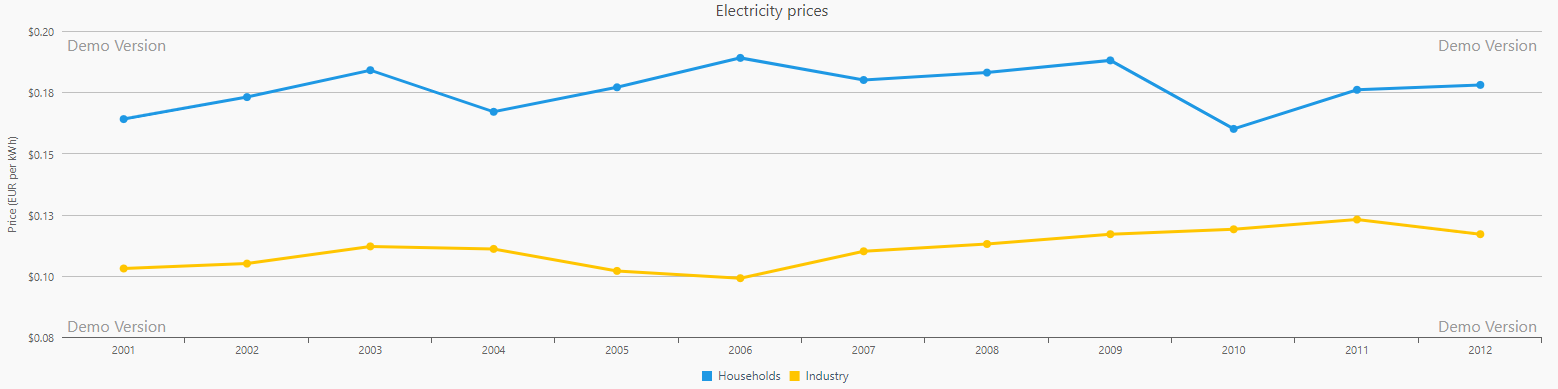 Electricity prices
$0.20
Demo Version Demo Version
$0.18
$0.15
Price (EUR per kWh)
$0.13
$0.10
Demo Version Demo Version
$0.08
2001 2002 2003 2004 2005 2006 2007 2008 2009 2010 2011 2012
Households Industry